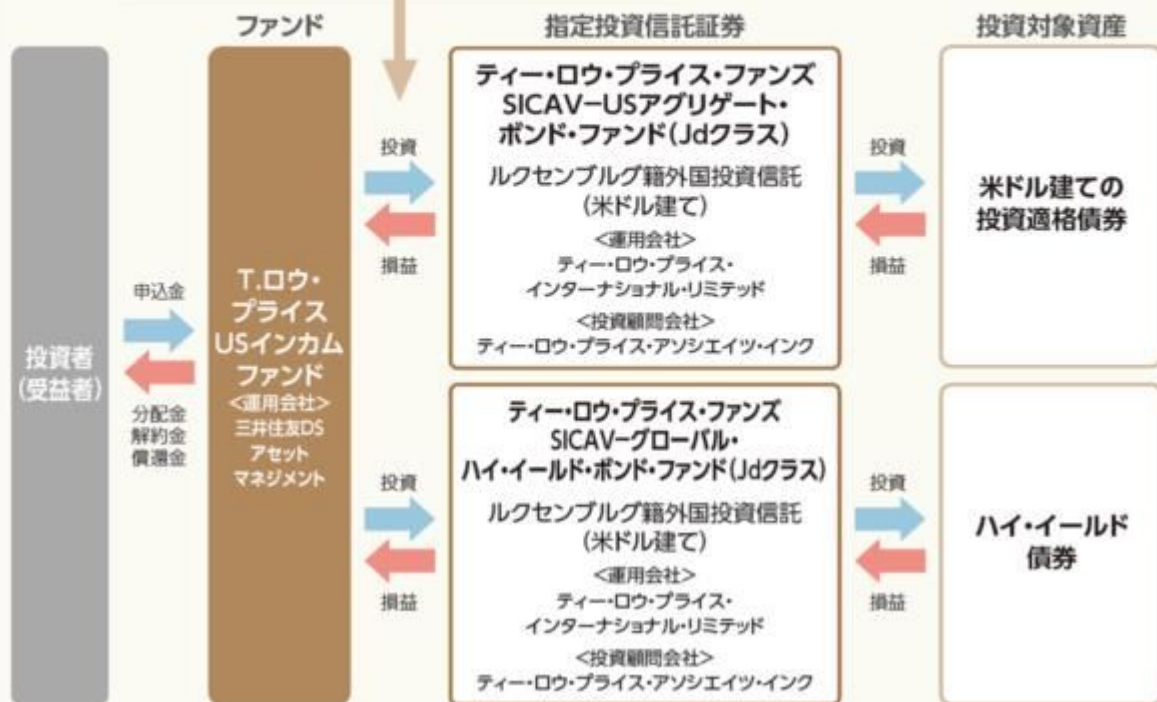 ファンド
指定投資信託証券
投資対象資産
投資者
(受益者)
申込金
分配金
解約金
償還金
T.ロウ・
プライス
USインカム
ファンド
<運用会社>
三井住友DS
アセット
マネジメント
投資
損益
ティー・ロウ・プライス・ファンズ
SICAV−USアグリゲート・
ボンド・ファンド(Jdクラス)
ルクセンブルグ籍外国投資信託
(米ドル建て)
<運用会社>
ティー・ロウ・プライス・
インターナショナル・リミテッド
<投資顧問会社>
ティー・ロウ・プライス・アソシエイツ・インク
投資
損益
米ドル建ての
投資適格債券
投資
損益
ティー・ロウ・プライス・ファンズ
SICAV−グローバル・
ハイ・イールド・ボンド・ファンド(Jdクラス)
ルクセンブルグ籍外国投資信託
(米ドル建て)
<運用会社>
ティー・ロウ・プライス・
インターナショナル・リミテッド
<投資顧問会社>
ティー・ロウ・プライス・アソシエイツ・インク
投資
損益
ハイ・イールド
債券